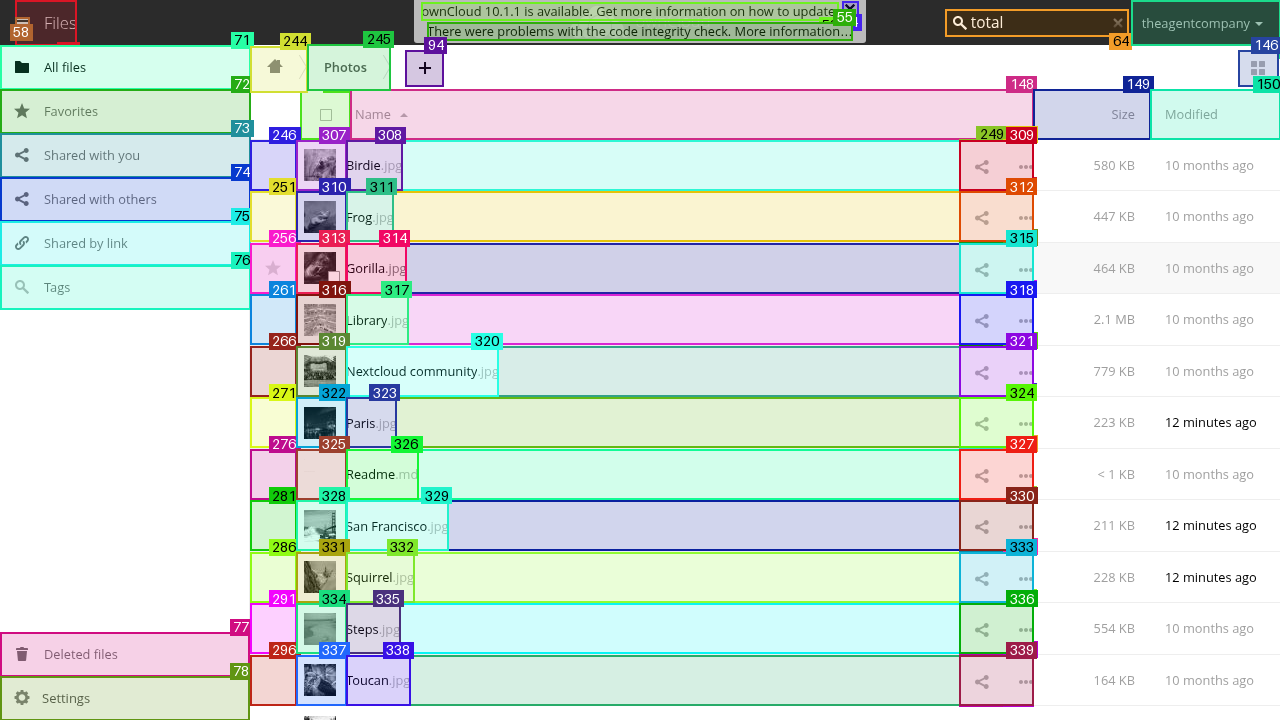 Files
ownCloud 10.1.1 is available. Get more information on how to update
There were problems with the code integrity check. More information…
55
total
theagentcompany
58
64
71
All files
72
Favorites
73
Shared with you
74
Shared with others
75
Shared by link
76
Tags
77
Deleted files
78
Settings
244
245
Photos
94
+
146
148
149
150
Name
Size
Modified
246 307 308 249 309
Birdie.jpg 580 KB 10 months ago
251 310 311 312
Frog.jpg 447 KB 10 months ago
256 313 314 315
Gorilla.jpg 464 KB 10 months ago
261 316 317 318
Library.jpg 2.1 MB 10 months ago
266 319 320 321
Nextcloud community.jpg 779 KB 10 months ago
271 322 323 324
Paris.jpg 223 KB 12 minutes ago
276 325 326 327
Readme.md < 1 KB 10 months ago
281 328 329 330
San Francisco.jpg 211 KB 12 minutes ago
286 331 332 333
Squirrel.jpg 228 KB 12 minutes ago
291 334 335 336
Steps.jpg 554 KB 10 months ago
296 337 338 339
Toucan.jpg 164 KB 10 months ago